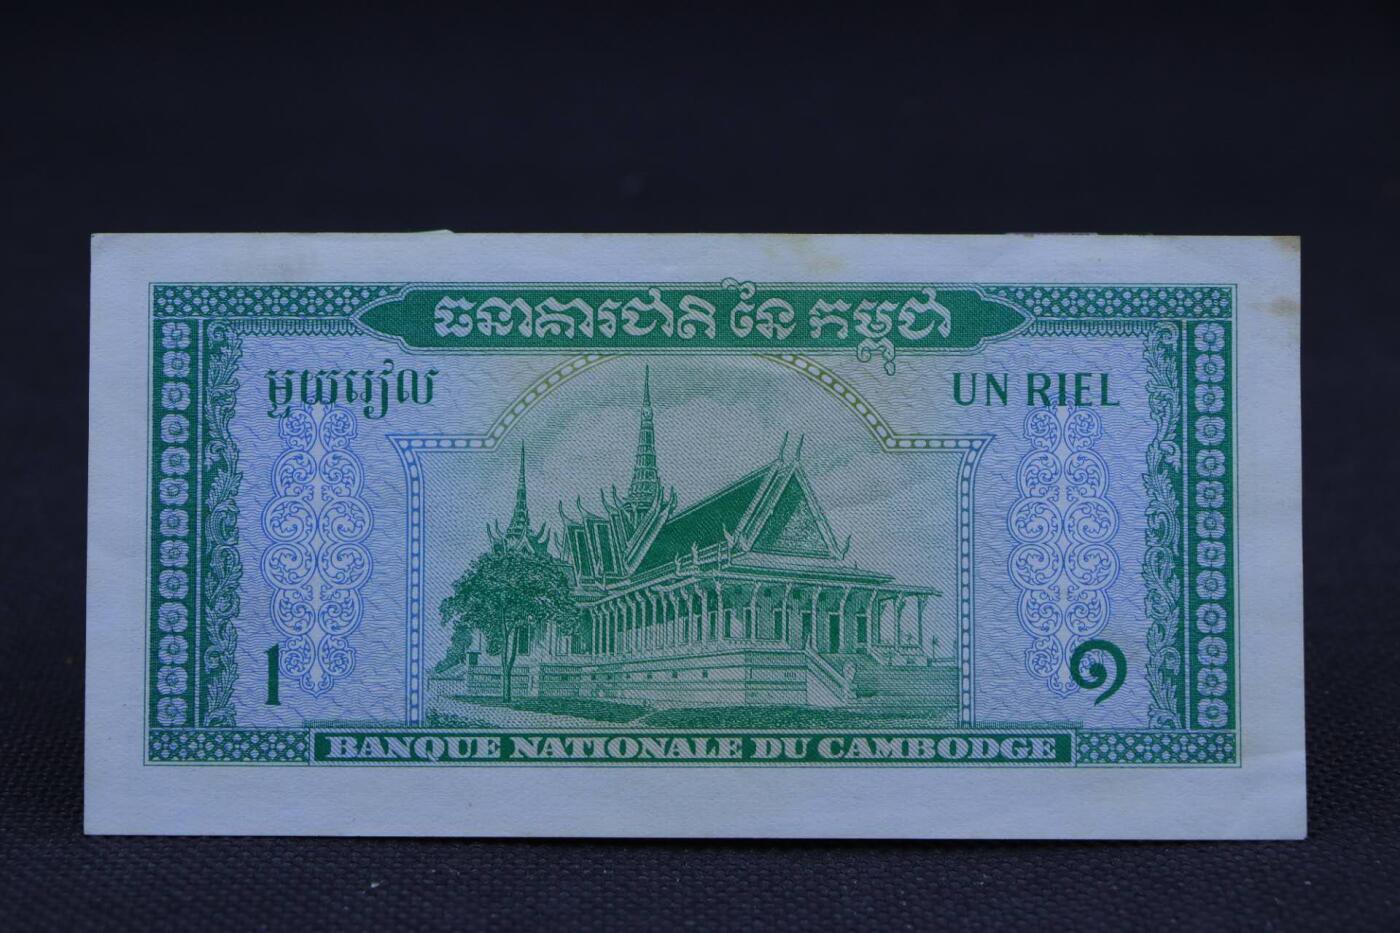 ធនាគារជាតិ នៃ កម្ពុជា
មួយរៀល
UN RIEL
1
១
BANQUE NATIONALE DU CAMBODGE